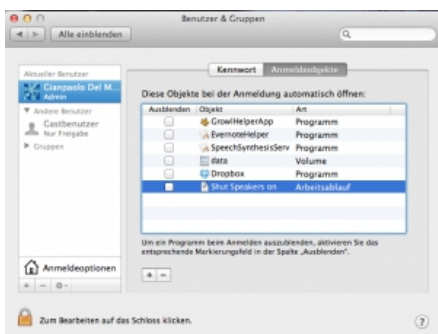 Benutzer & Gruppen
Alle einblenden
Kennwort Anmeldeobjekte
Aktueller Benutzer
Gianpaolo Del M...
Admin
Andere Benutzer
Gastbenutzer
Nur Freigabe
Gruppen
Anmeldeoptionen
Diese Objekte bei der Anmeldung automatisch öffnen:
Ausblenden Objekt Art
GrowlHelperApp Programm
EvernoteHelper Programm
SpeechSynthesisServ Programm
data Volume
Dropbox Programm
Shut Speakers on Arbeitsablauf
Um ein Programm beim Anmelden auszublenden, aktivieren Sie das
entsprechende Markierungsfeld in der Spalte „Ausblenden“.
Zum Bearbeiten auf das Schloss klicken.
?